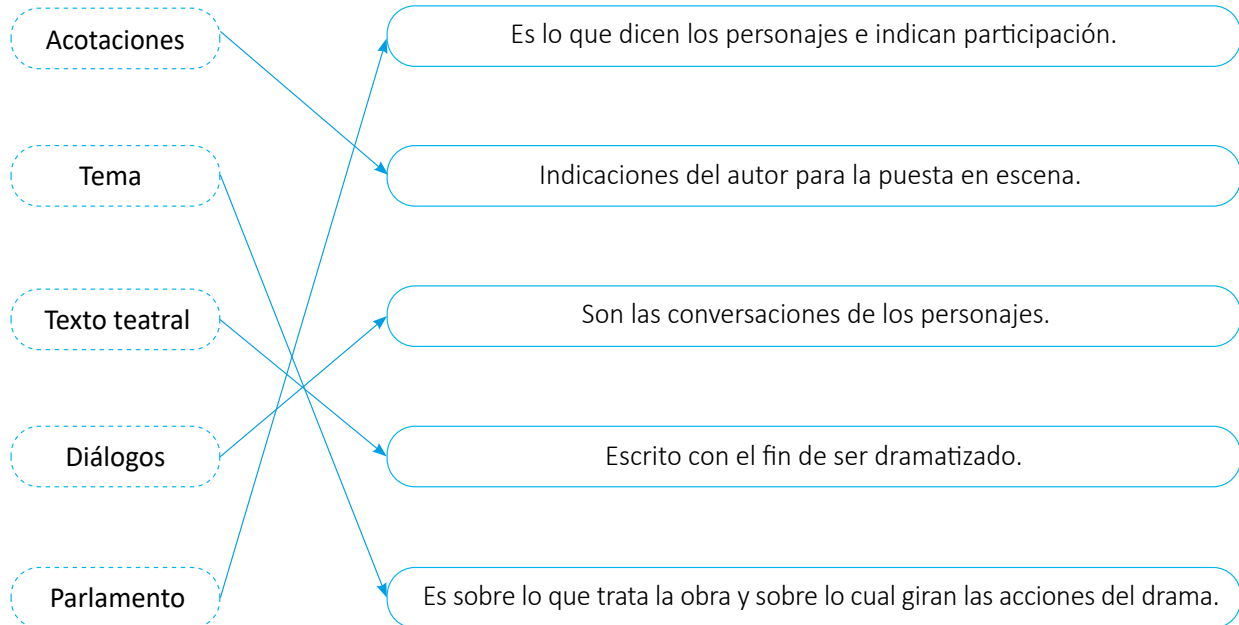 Acotaciones
Es lo que dicen los personajes e indican participación.
Tema
Indicaciones del autor para la puesta en escena.
Texto teatral
Son las conversaciones de los personajes.
Diálogos
Escrito con el fin de ser dramatizado.
Parlamento
Es sobre lo que trata la obra y sobre lo cual giran las acciones del drama.